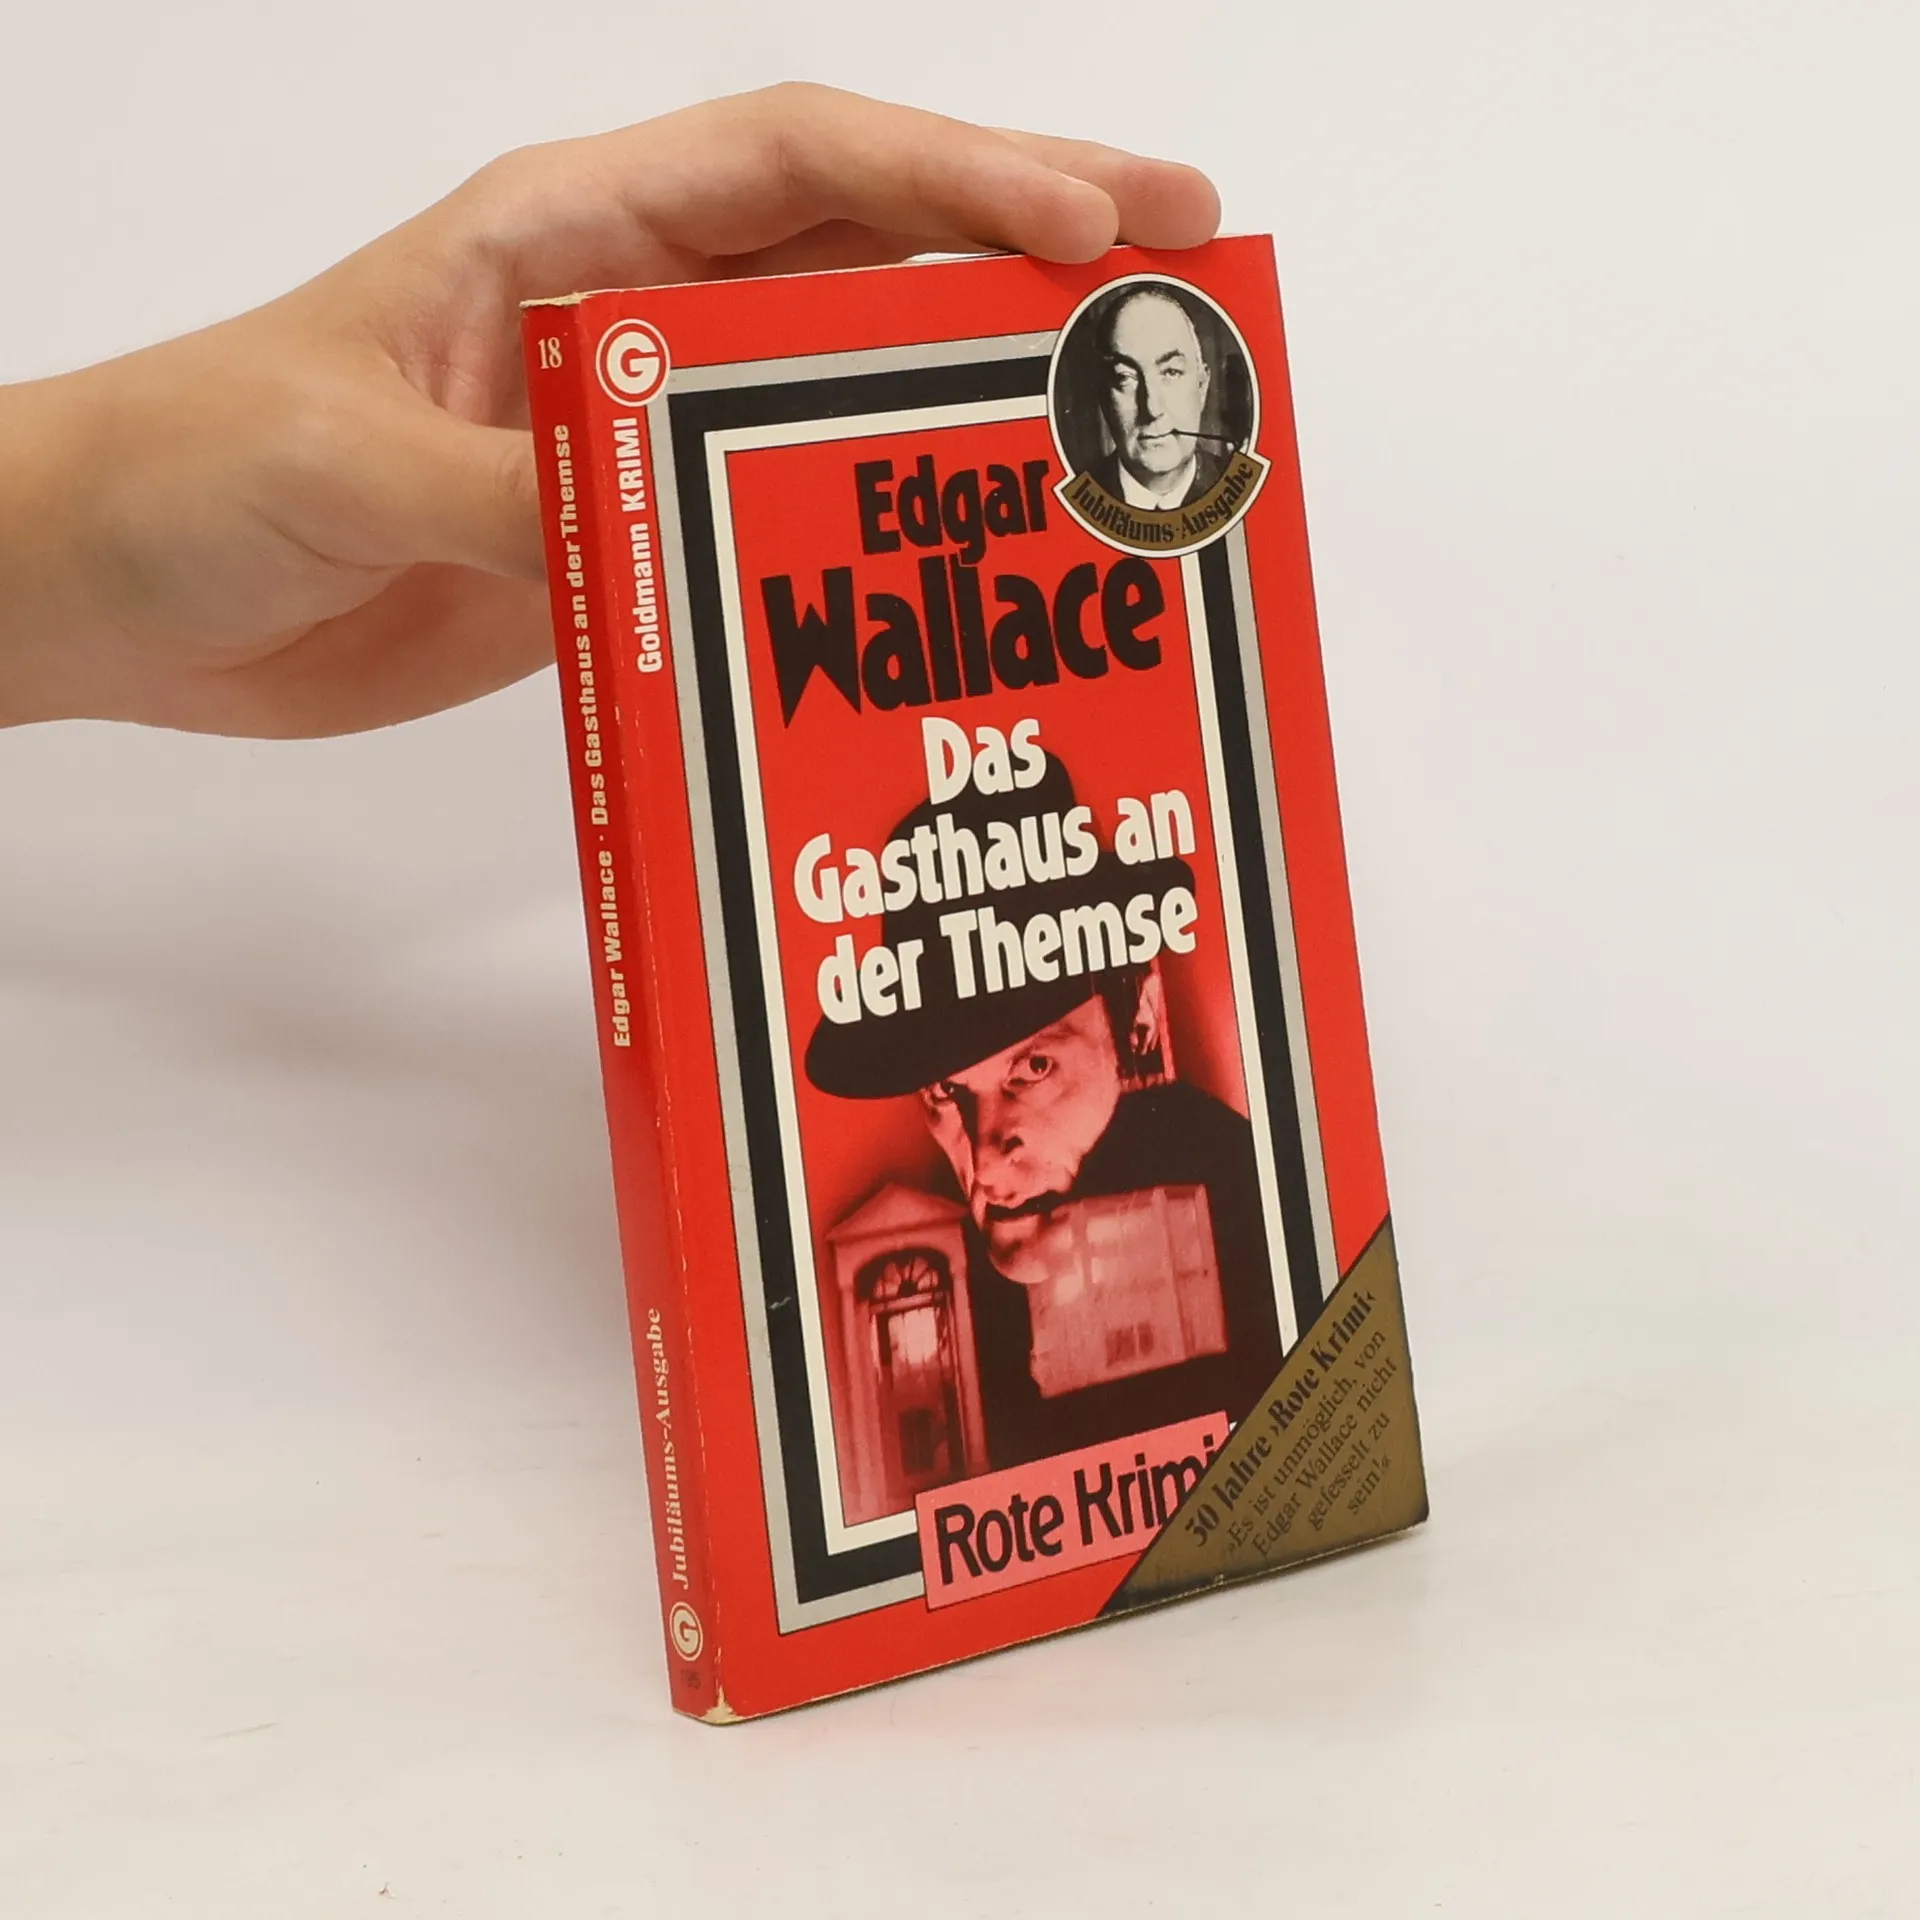 18
Edgar Wallace · Das Gasthaus an der Themse
Jubiläums-Ausgabe
G
G
Goldmann KRIMI
Jubiläums-Ausgabe
Edgar
Wallace
Das
Gasthaus an
der Themse
Rote Krimi
30 Jahre »Rote Krimi«
»Es ist unmöglich, von
Edgar Wallace nicht
gefesselt zu
sein!«